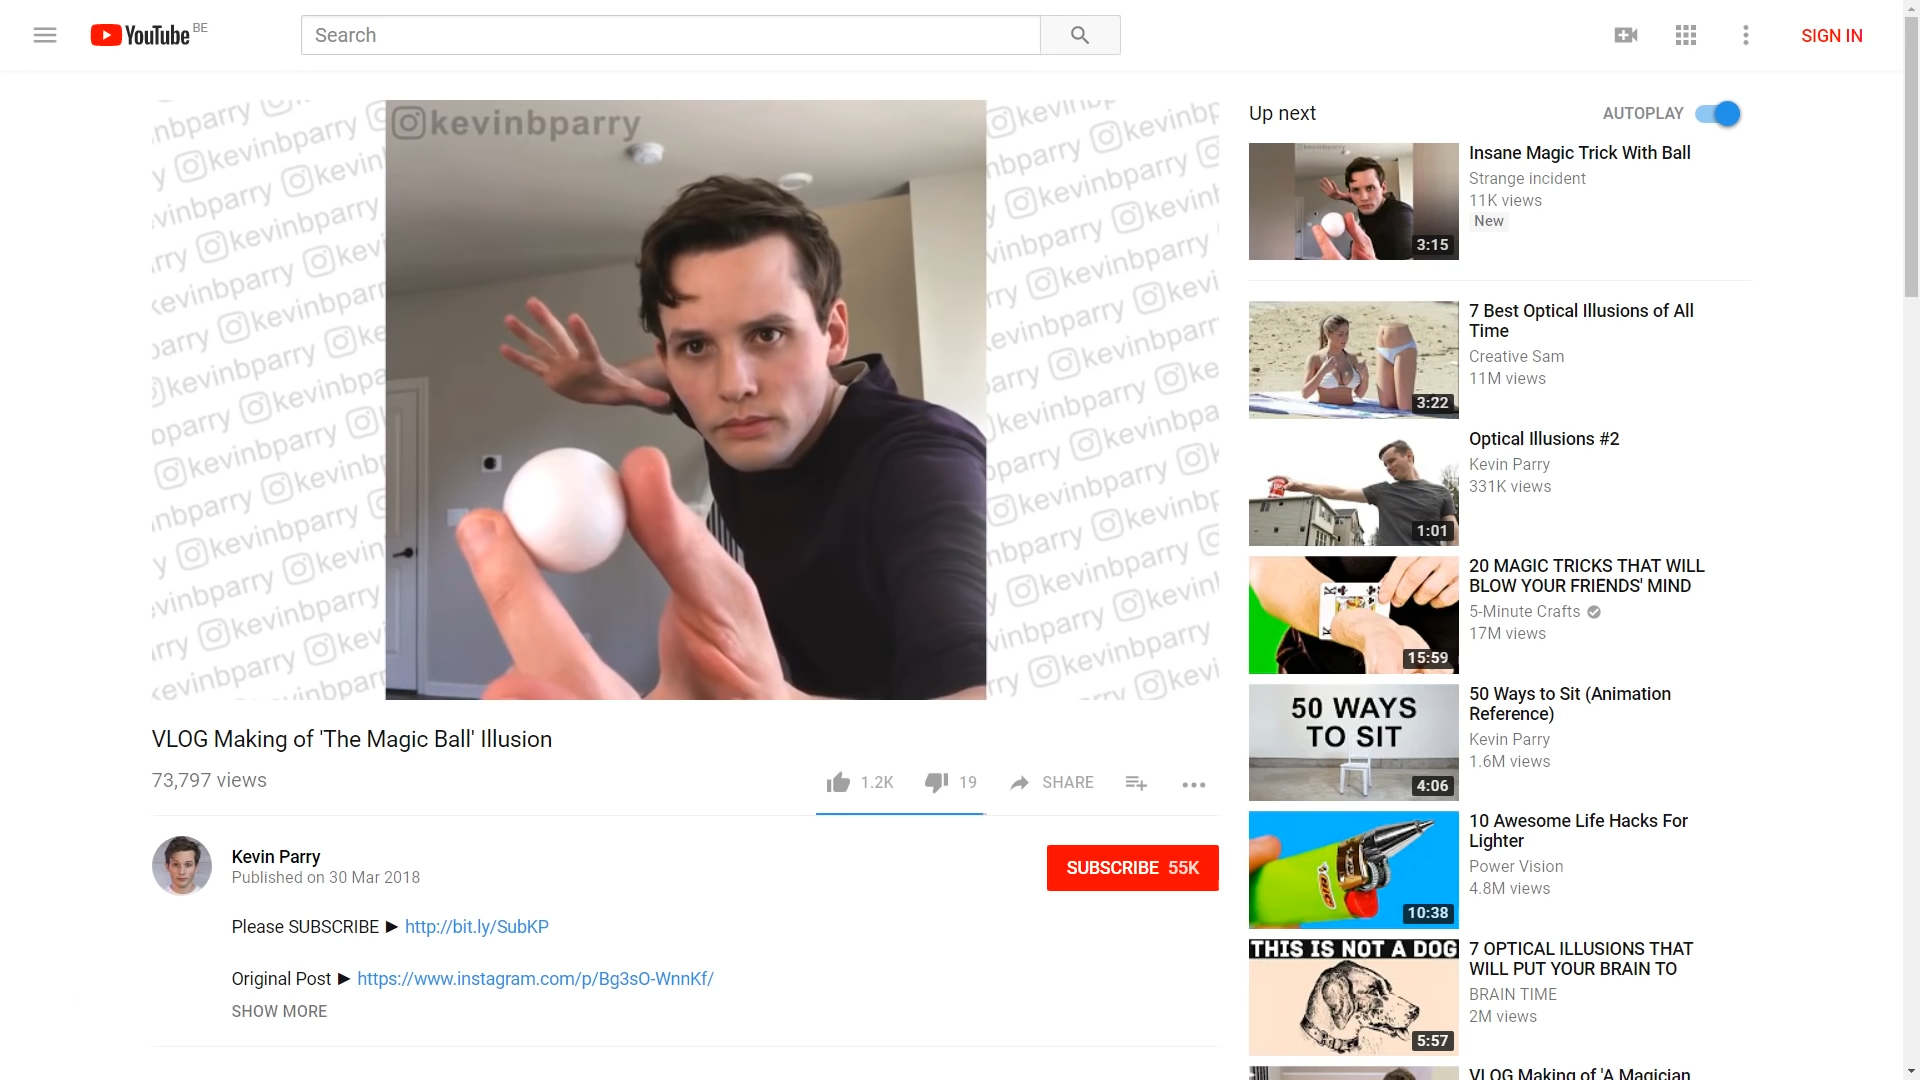 YouTube BE
Search
SIGN IN
kevinbparry
VLOG Making of 'The Magic Ball' Illusion
73,797 views
1.2K
19
SHARE
Kevin Parry
Published on 30 Mar 2018
SUBSCRIBE 55K
Please SUBSCRIBE ► http://bit.ly/SubKP
Original Post ► https://www.instagram.com/p/Bg3sO-WnnKf/
SHOW MORE
Up next
AUTOPLAY
3:15
Insane Magic Trick With Ball
Strange incident
11K views
New
3:22
7 Best Optical Illusions of All
Time
Creative Sam
11M views
1:01
Optical Illusions #2
Kevin Parry
331K views
K
15:59
20 MAGIC TRICKS THAT WILL
BLOW YOUR FRIENDS' MIND
5-Minute Crafts
17M views
50 WAYS
TO SIT
4:06
50 Ways to Sit (Animation
Reference)
Kevin Parry
1.6M views
BIC
10:38
10 Awesome Life Hacks For
Lighter
Power Vision
4.8M views
THIS IS NOT A DOG
5:57
7 OPTICAL ILLUSIONS THAT
WILL PUT YOUR BRAIN TO
BRAIN TIME
2M views
VLOG Making of 'A Magician